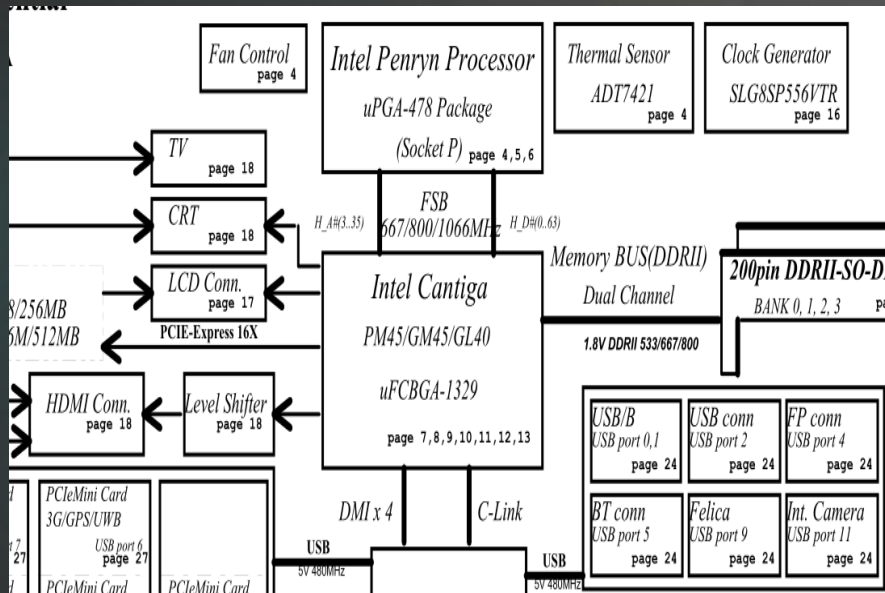 Fan Control
page 4
Intel Penryn Processor
uPGA-478 Package
(Socket P) page 4,5,6
Thermal Sensor
ADT7421
page 4
Clock Generator
SLG8SP556VTR
page 16
TV
page 18
CRT
page 18
LCD Conn.
page 17
PCIE-Express 16X
8/256MB
6M/512MB
H_A#(3..35)
FSB
667/800/1066MHz
H_D#(0..63)
Intel Cantiga
PM45/GM45/GL40
uFCBGA-1329
page 7,8,9,10,11,12,13
Memory BUS(DDRII)
Dual Channel
1.8V DDRII 533/667/800
200pin DDRII-SO-D
BANK 0, 1, 2, 3
HDMI Conn.
page 18
Level Shifter
page 18
USB/B
USB port 0,1
page 24
USB conn
USB port 2
page 24
FP conn
USB port 4
page 24
BT conn
USB port 5
page 24
Felica
USB port 9
page 24
Int. Camera
USB port 11
page 24
DMI x 4
C-Link
27
PCIeMini Card
3G/GPS/UWB
USB port 6
page 27
USB
5V 480MHz
USB
5V 480MHz
PCIeMini Card
PCIeMini Card